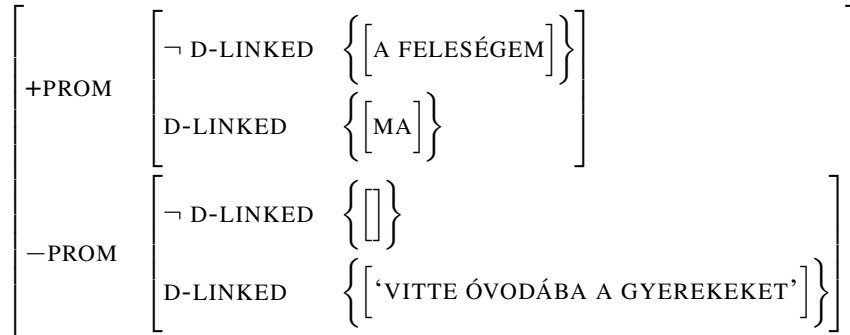 ¬ D-LINKED {[A FELESÉGEM]}
+PROM
D-LINKED {[MA]}
¬ D-LINKED {[]}
−PROM
D-LINKED {[‘VITTE ÓVODÁBA A GYEREKEKET’]}